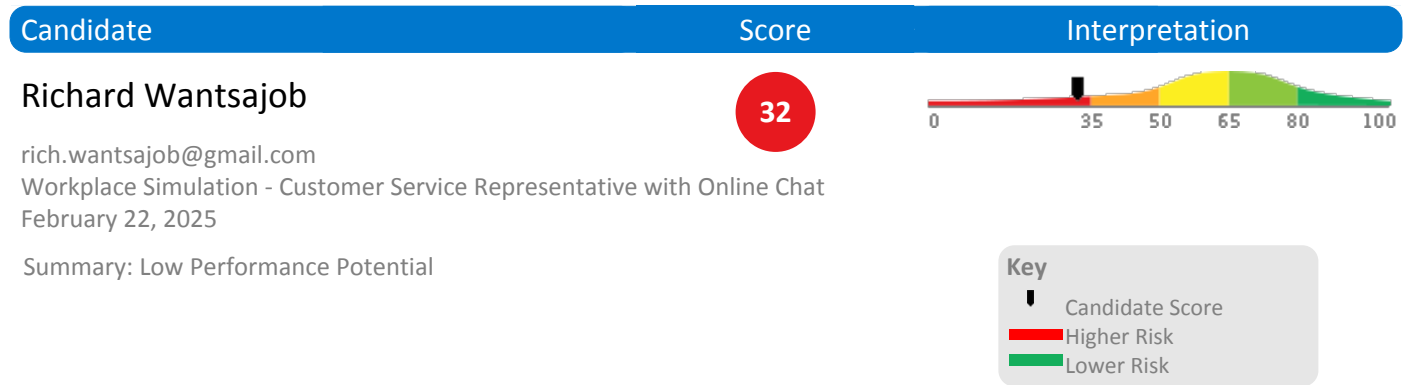 Candidate Score Interpretation
Richard Wantsajob
32
0 35 50 65 80 100
rich.wantsajob@gmail.com
Workplace Simulation - Customer Service Representative with Online Chat
February 22, 2025
Summary: Low Performance Potential
Key
Candidate Score
Higher Risk
Lower Risk